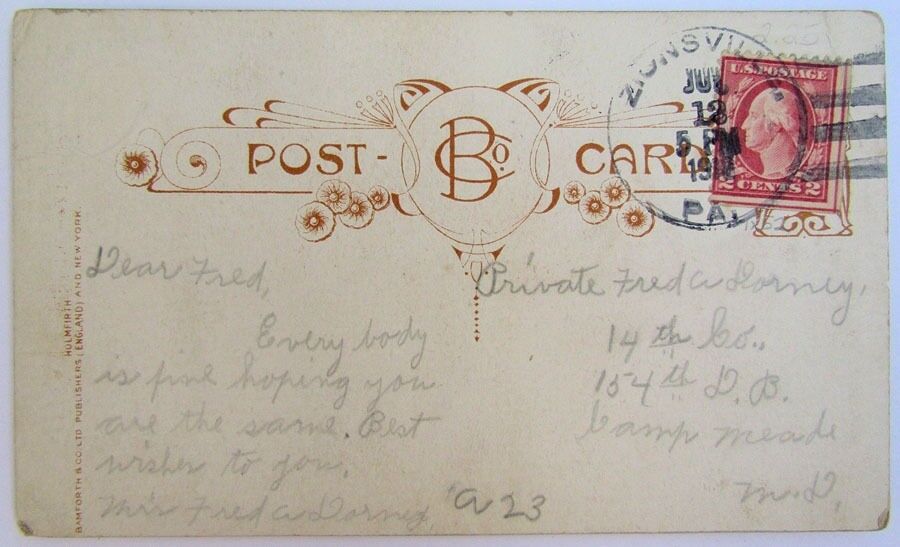 ZIONSVILLE.
JUL
13
5 PM
PA.
U.S. POSTAGE
2 CENTS 2
POST-
BCo.
CARD
Dear Fred,
Every body
is fine hoping you
are the same. Best
wishes to you.
Mrs Fred A Dorney,
A 23
Private Fred A Dorney,
14th Co.,
154th D. B.
Camp Meade
M. D.
HOLMFIRTH
BAMFORTH & CO. LTD. PUBLISHERS (ENGLAND) AND NEW YORK.